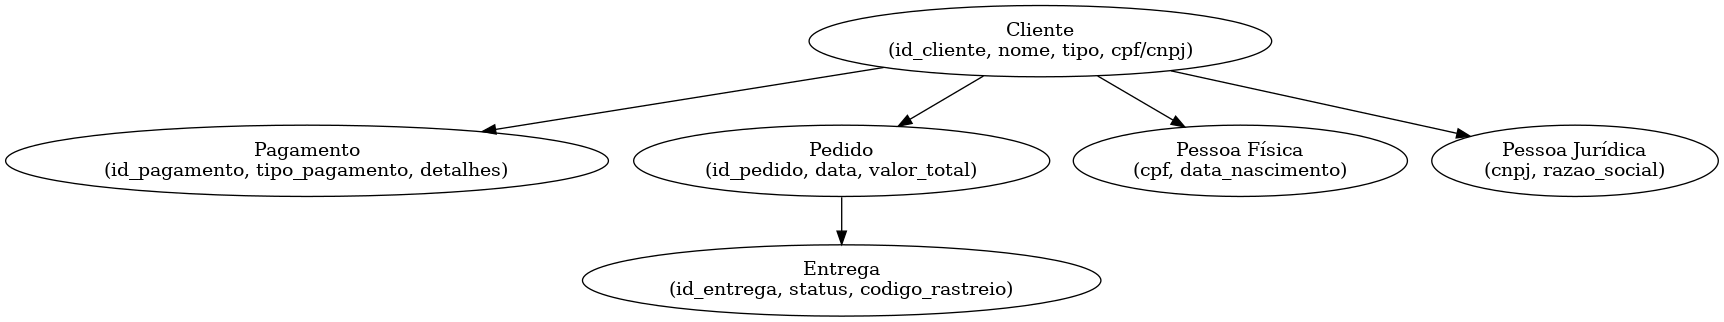 Cliente
(id_cliente, nome, tipo, cpf/cnpj)
Pagamento
(id_pagamento, tipo_pagamento, detalhes)
Pedido
(id_pedido, data, valor_total)
Pessoa Física
(cpf, data_nascimento)
Pessoa Jurídica
(cnpj, razao_social)
Entrega
(id_entrega, status, codigo_rastreio)